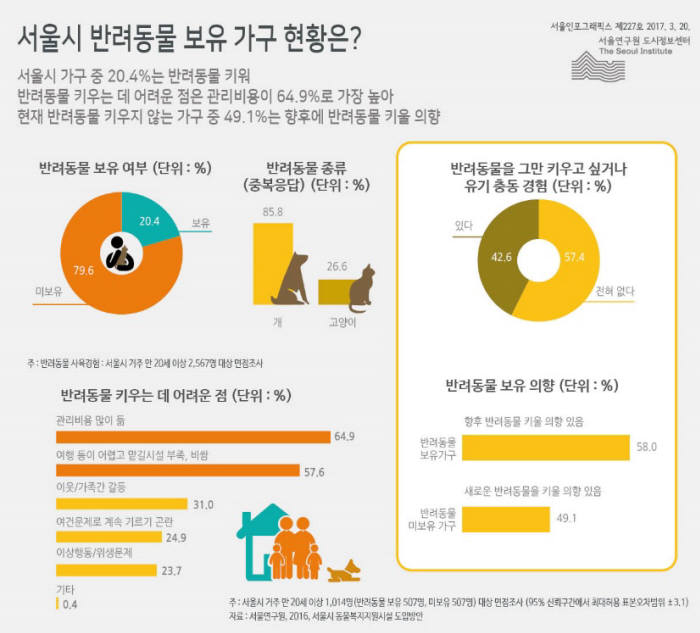 서울시 반려동물 보유 가구 현황은?
서울인포그래픽스 제227호 2017. 3. 20.
서울연구원 도시정보센터
The Seoul Institute
서울시 가구 중 20.4%는 반려동물 키워
반려동물 키우는 데 어려운 점은 관리비용이 64.9%로 가장 높아
현재 반려동물 키우지 않는 가구 중 49.1%는 향후에 반려동물 키울 의향
반려동물 보유 여부 (단위 : %)
20.4
보유
79.6
미보유
반려동물 종류
(중복응답) (단위 : %)
85.8
26.6
개
고양이
반려동물을 그만 키우고 싶거나
유기 충동 경험 (단위 : %)
있다
42.6
57.4
전혀 없다
주 : 반려동물 사육경험 : 서울시 거주 만 20세 이상 2,567명 대상 면접조사
반려동물 키우는 데 어려운 점 (단위 : %)
관리비용 많이 듦
64.9
여행 등이 어렵고 맡길시설 부족, 비쌈
57.6
이웃/가족간 갈등
31.0
여건문제로 계속 기르기 곤란
24.9
이상행동/위생문제
23.7
기타
0.4
반려동물 보유 의향 (단위 : %)
향후 반려동물 키울 의향 있음
반려동물
보유가구
58.0
새로운 반려동물을 키울 의향 있음
반려동물
미보유 가구
49.1
주 : 서울시 거주 만 20세 이상 1,014명(반려동물 보유 507명, 미보유 507명) 대상 면접조사 (95% 신뢰구간에서 최대허용 표본오차범위 ±3.1)
자료 : 서울연구원, 2016, 서울시 동물복지지원시설 도입방안